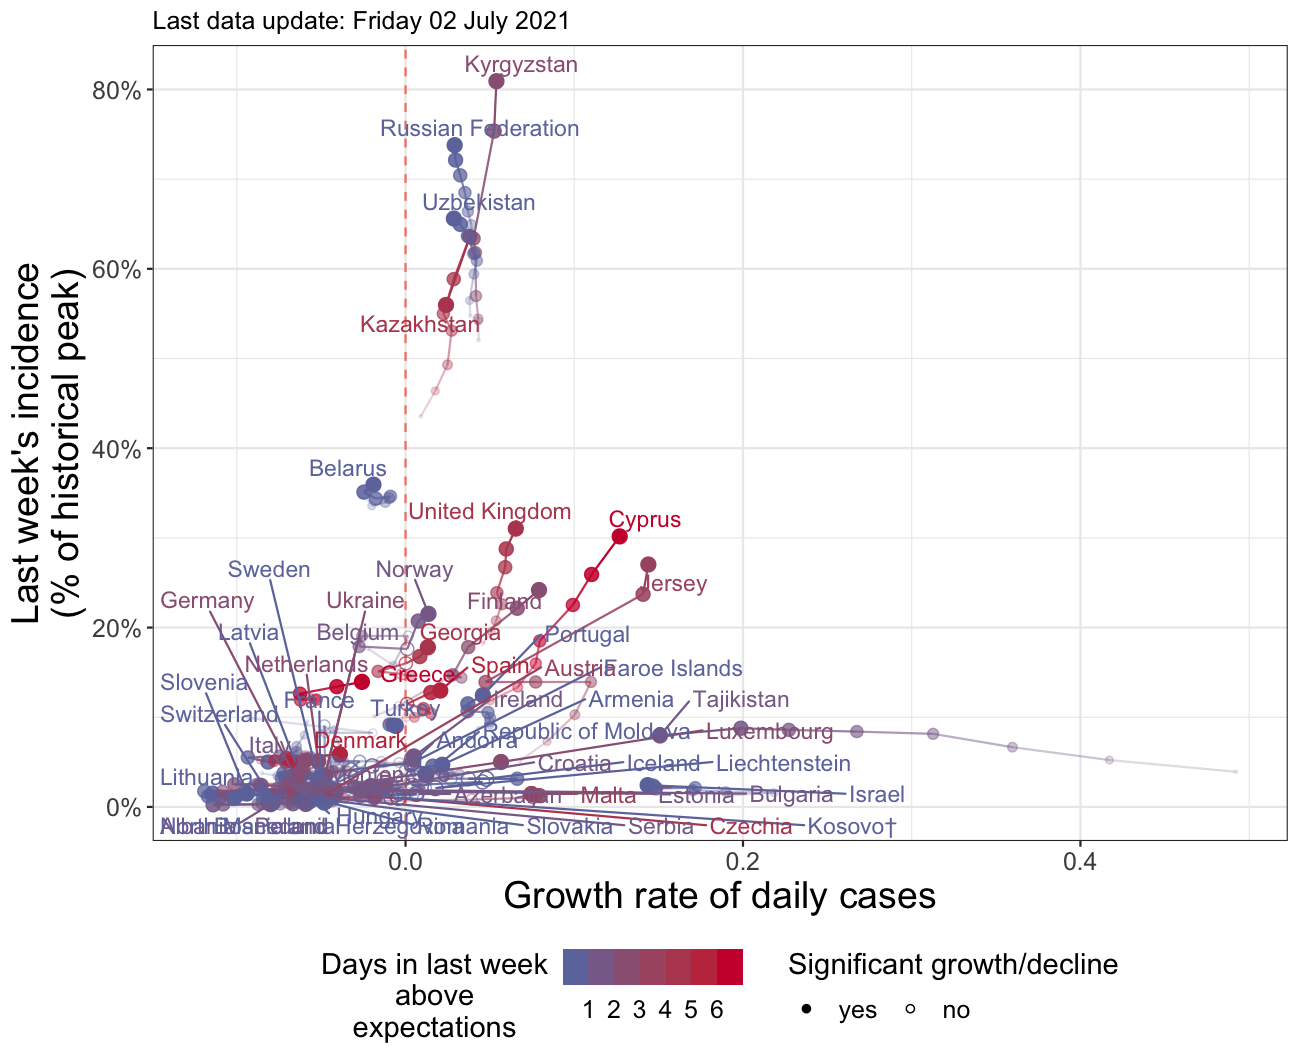 Last data update: Friday 02 July 2021
Last week's incidence
(% of historical peak)
80%
60%
40%
20%
0%
Kyrgyzstan
Russian Federation
Uzbekistan
Kazakhstan
Belarus
United Kingdom
Cyprus
Sweden
Norway
Jersey
Germany
Ukraine
Finland
Latvia
Belgium
Georgia
Portugal
Netherlands
Greece
Spain
Austria
Faroe Islands
Slovenia
France
Ireland
Armenia
Tajikistan
Switzerland
Turkey
Republic of Moldova
Luxembourg
Italy
Denmark
Andorra
Lithuania
Croatia
Iceland
Liechtenstein
Azerbaijan
Malta
Estonia
Bulgaria
Israel
Hungary
Albania
Poland
Romania
Slovakia
Serbia
Czechia
Kosovo†
0.0
0.2
0.4
Growth rate of daily cases
Days in last week
above
expectations
1 2 3 4 5 6
Significant growth/decline
yes
no